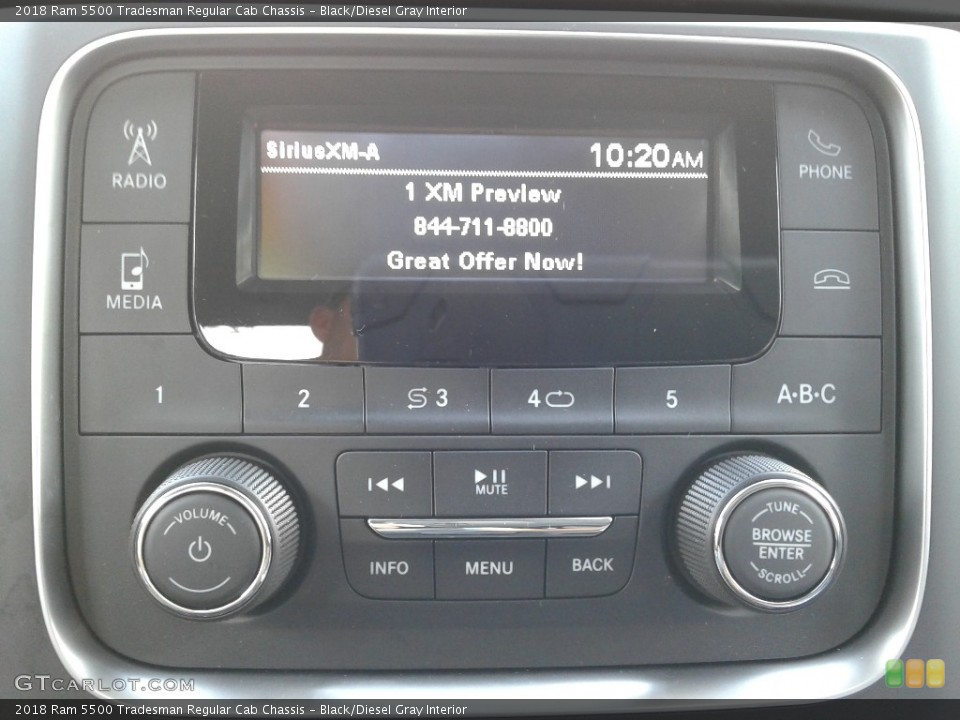 2018 Ram 5500 Tradesman Regular Cab Chassis - Black/Diesel Gray Interior
RADIO
SiriusXM-A 10:20AM
PHONE
1 XM Preview
844-711-8800
Great Offer Now!
MEDIA
1 2 3 4 5 A·B·C
MUTE
VOLUME
TUNE
BROWSE
ENTER
SCROLL
INFO MENU BACK
GTCARLOT.COM
2018 Ram 5500 Tradesman Regular Cab Chassis - Black/Diesel Gray Interior